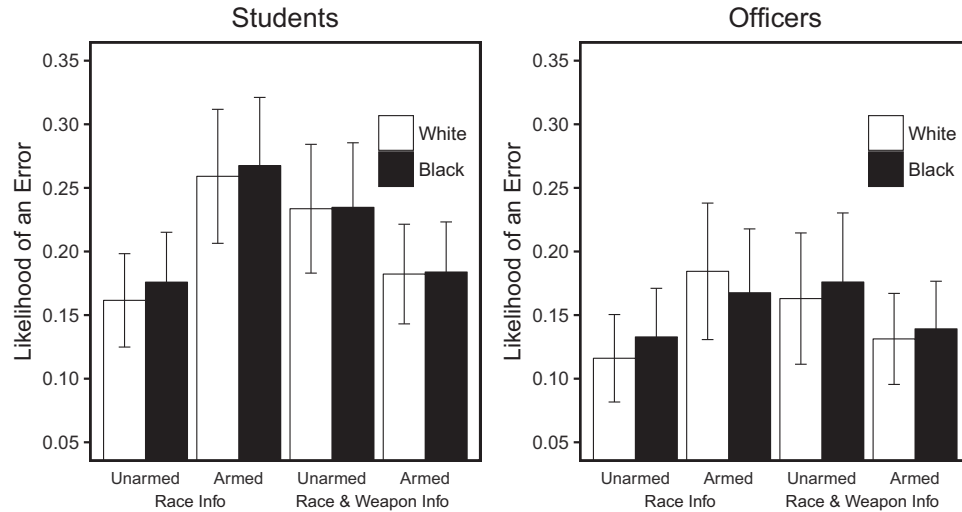 Students
Likelihood of an Error
0.35
0.30
0.25
0.20
0.15
0.10
0.05
White
Black
Unarmed Armed Unarmed Armed
Race Info Race & Weapon Info
Officers
Likelihood of an Error
0.35
0.30
0.25
0.20
0.15
0.10
0.05
White
Black
Unarmed Armed Unarmed Armed
Race Info Race & Weapon Info